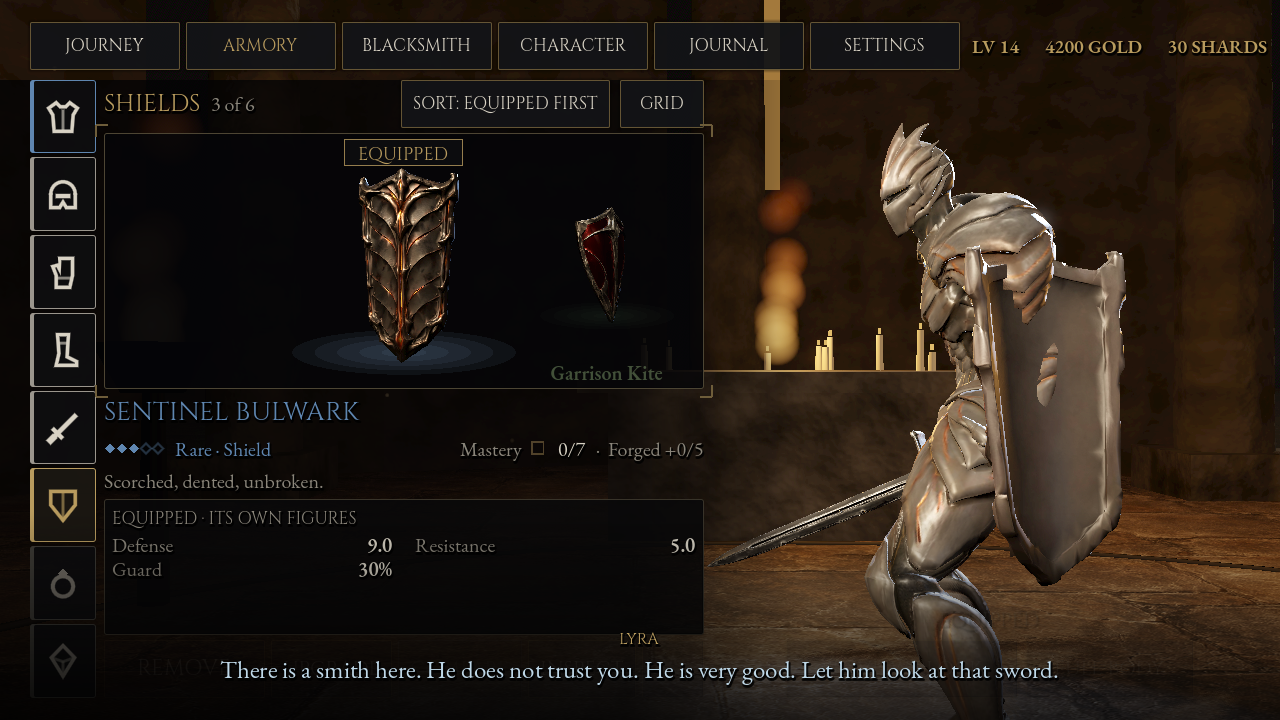 JOURNEY
ARMORY
BLACKSMITH
CHARACTER
JOURNAL
SETTINGS
LV 14
4200 GOLD
30 SHARDS
SHIELDS 3 of 6
SORT: EQUIPPED FIRST
GRID
EQUIPPED
Garrison Kite
SENTINEL BULWARK
Rare · Shield
Mastery 0/7 · Forged +0/5
Scorched, dented, unbroken.
EQUIPPED · ITS OWN FIGURES
Defense 9.0 Resistance 5.0
Guard 30%
LYRA
There is a smith here. He does not trust you. He is very good. Let him look at that sword.